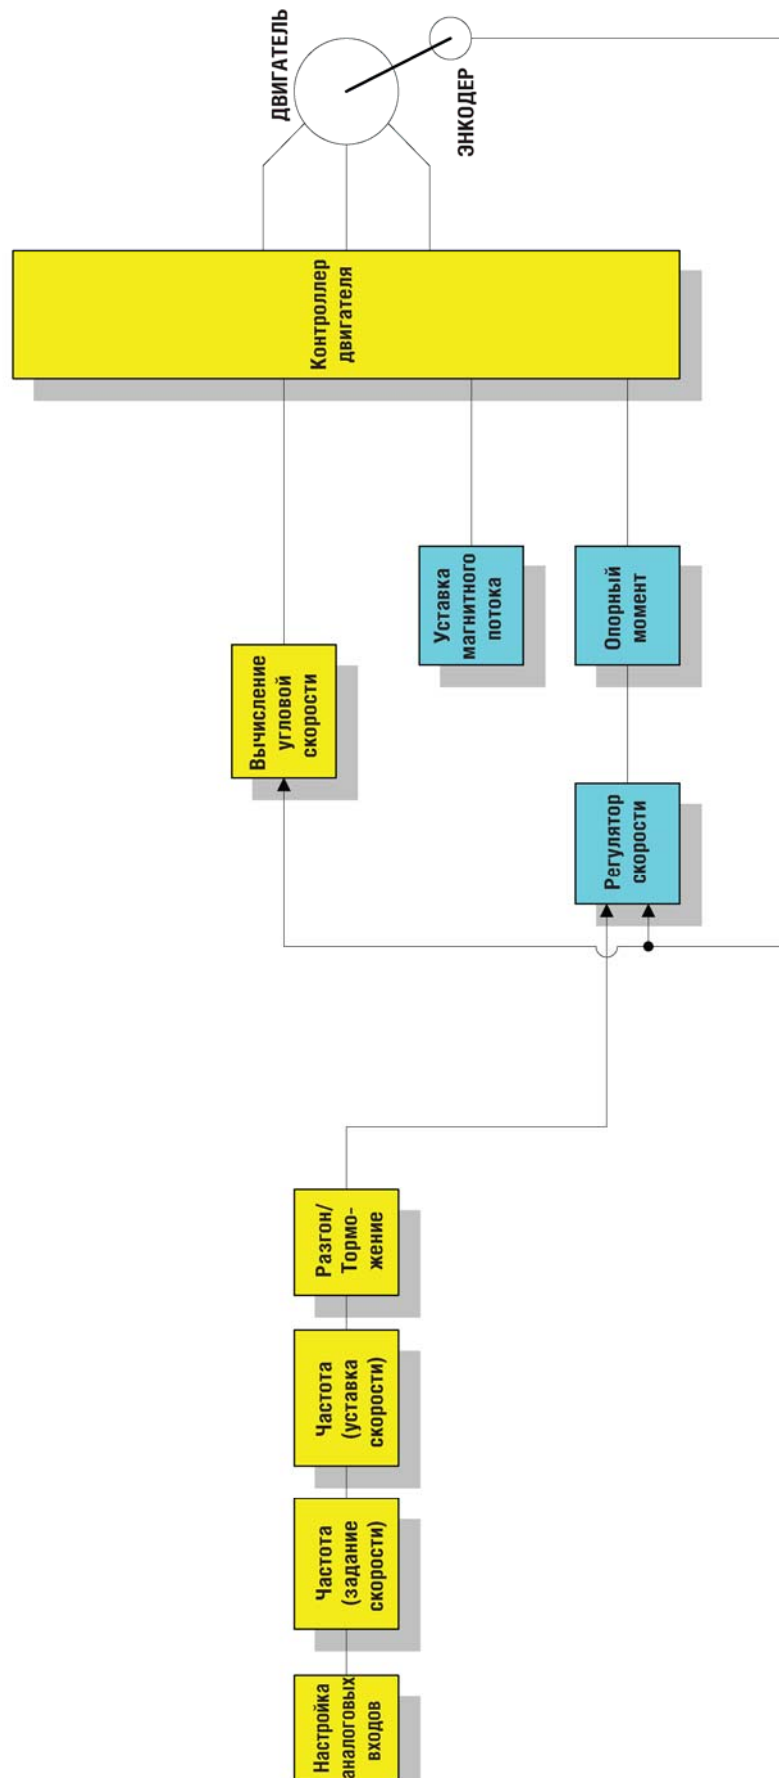 Настройка
аналоговых
входов
Частота
(задание
скорости)
Частота
(уставка
скорости)
Разгон/
Тормо-
жение
Вычисление
угловой
скорости
Уставка
магнитного
потока
Регулятор
скорости
Опорный
момент
Контроллер
двигателя
ДВИГАТЕЛЬ
ЭНКОДЕР